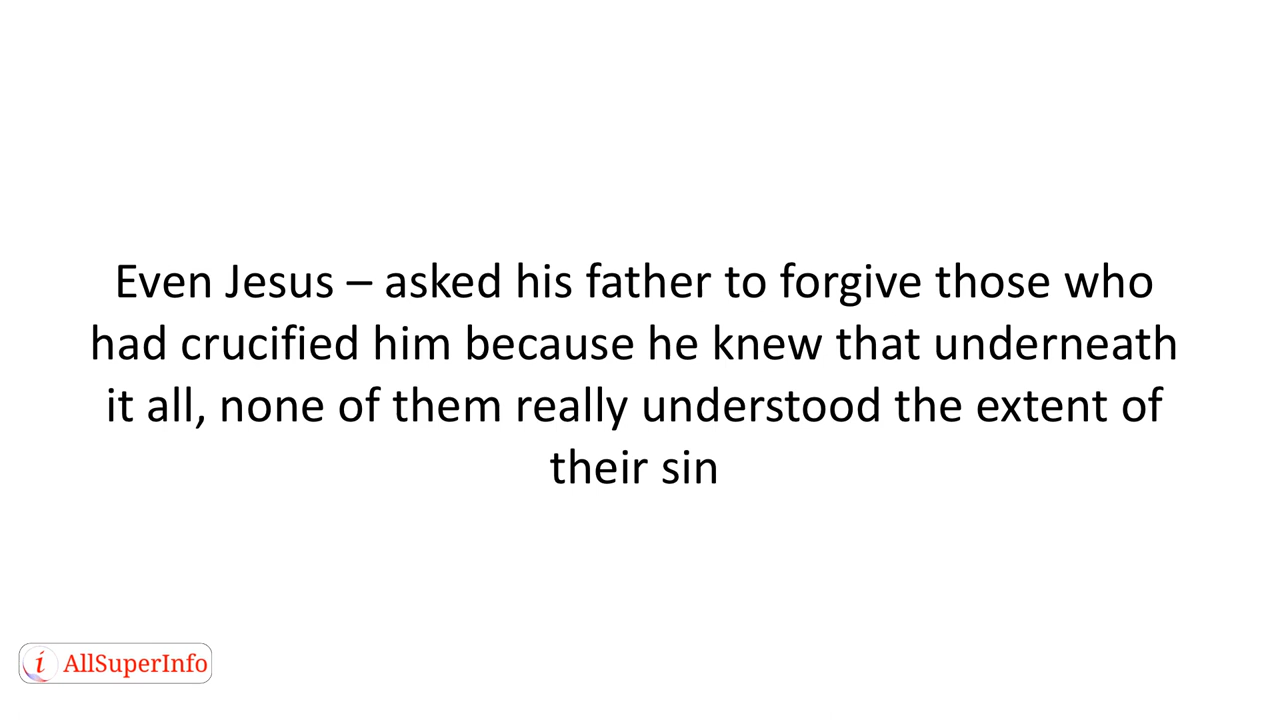 Even Jesus – asked his father to forgive those who
had crucified him because he knew that underneath
it all, none of them really understood the extent of
their sin
i AllSuperInfo